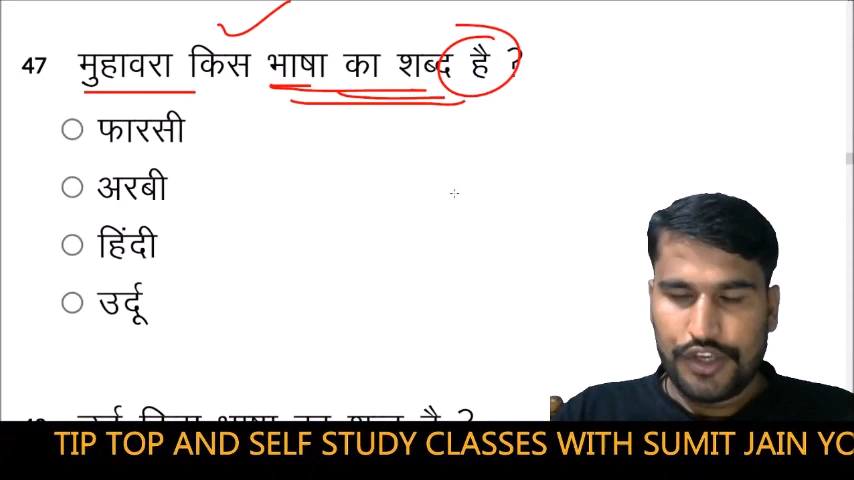 47 मुहावरा किस भाषा का शब्द है ?
फारसी
अरबी
हिंदी
उर्दू
TIP TOP AND SELF STUDY CLASSES WITH SUMIT JAIN YO